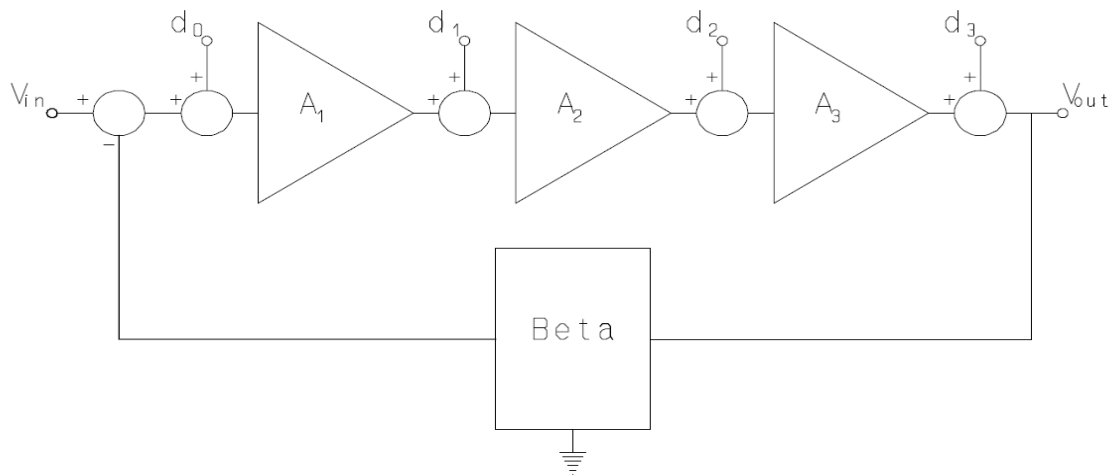 d₀ d₁ d₂ d₃
+ + + +
Vin + + A₁ + A₂ + A₃ + Vout
-
Beta